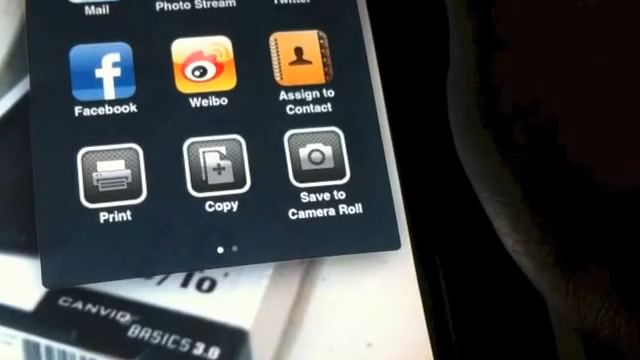 Mail
Photo Stream
Twitter
Facebook
Weibo
Assign to
Contact
Print
Copy
Save to
Camera Roll
CANVIO
BASICS 3.0